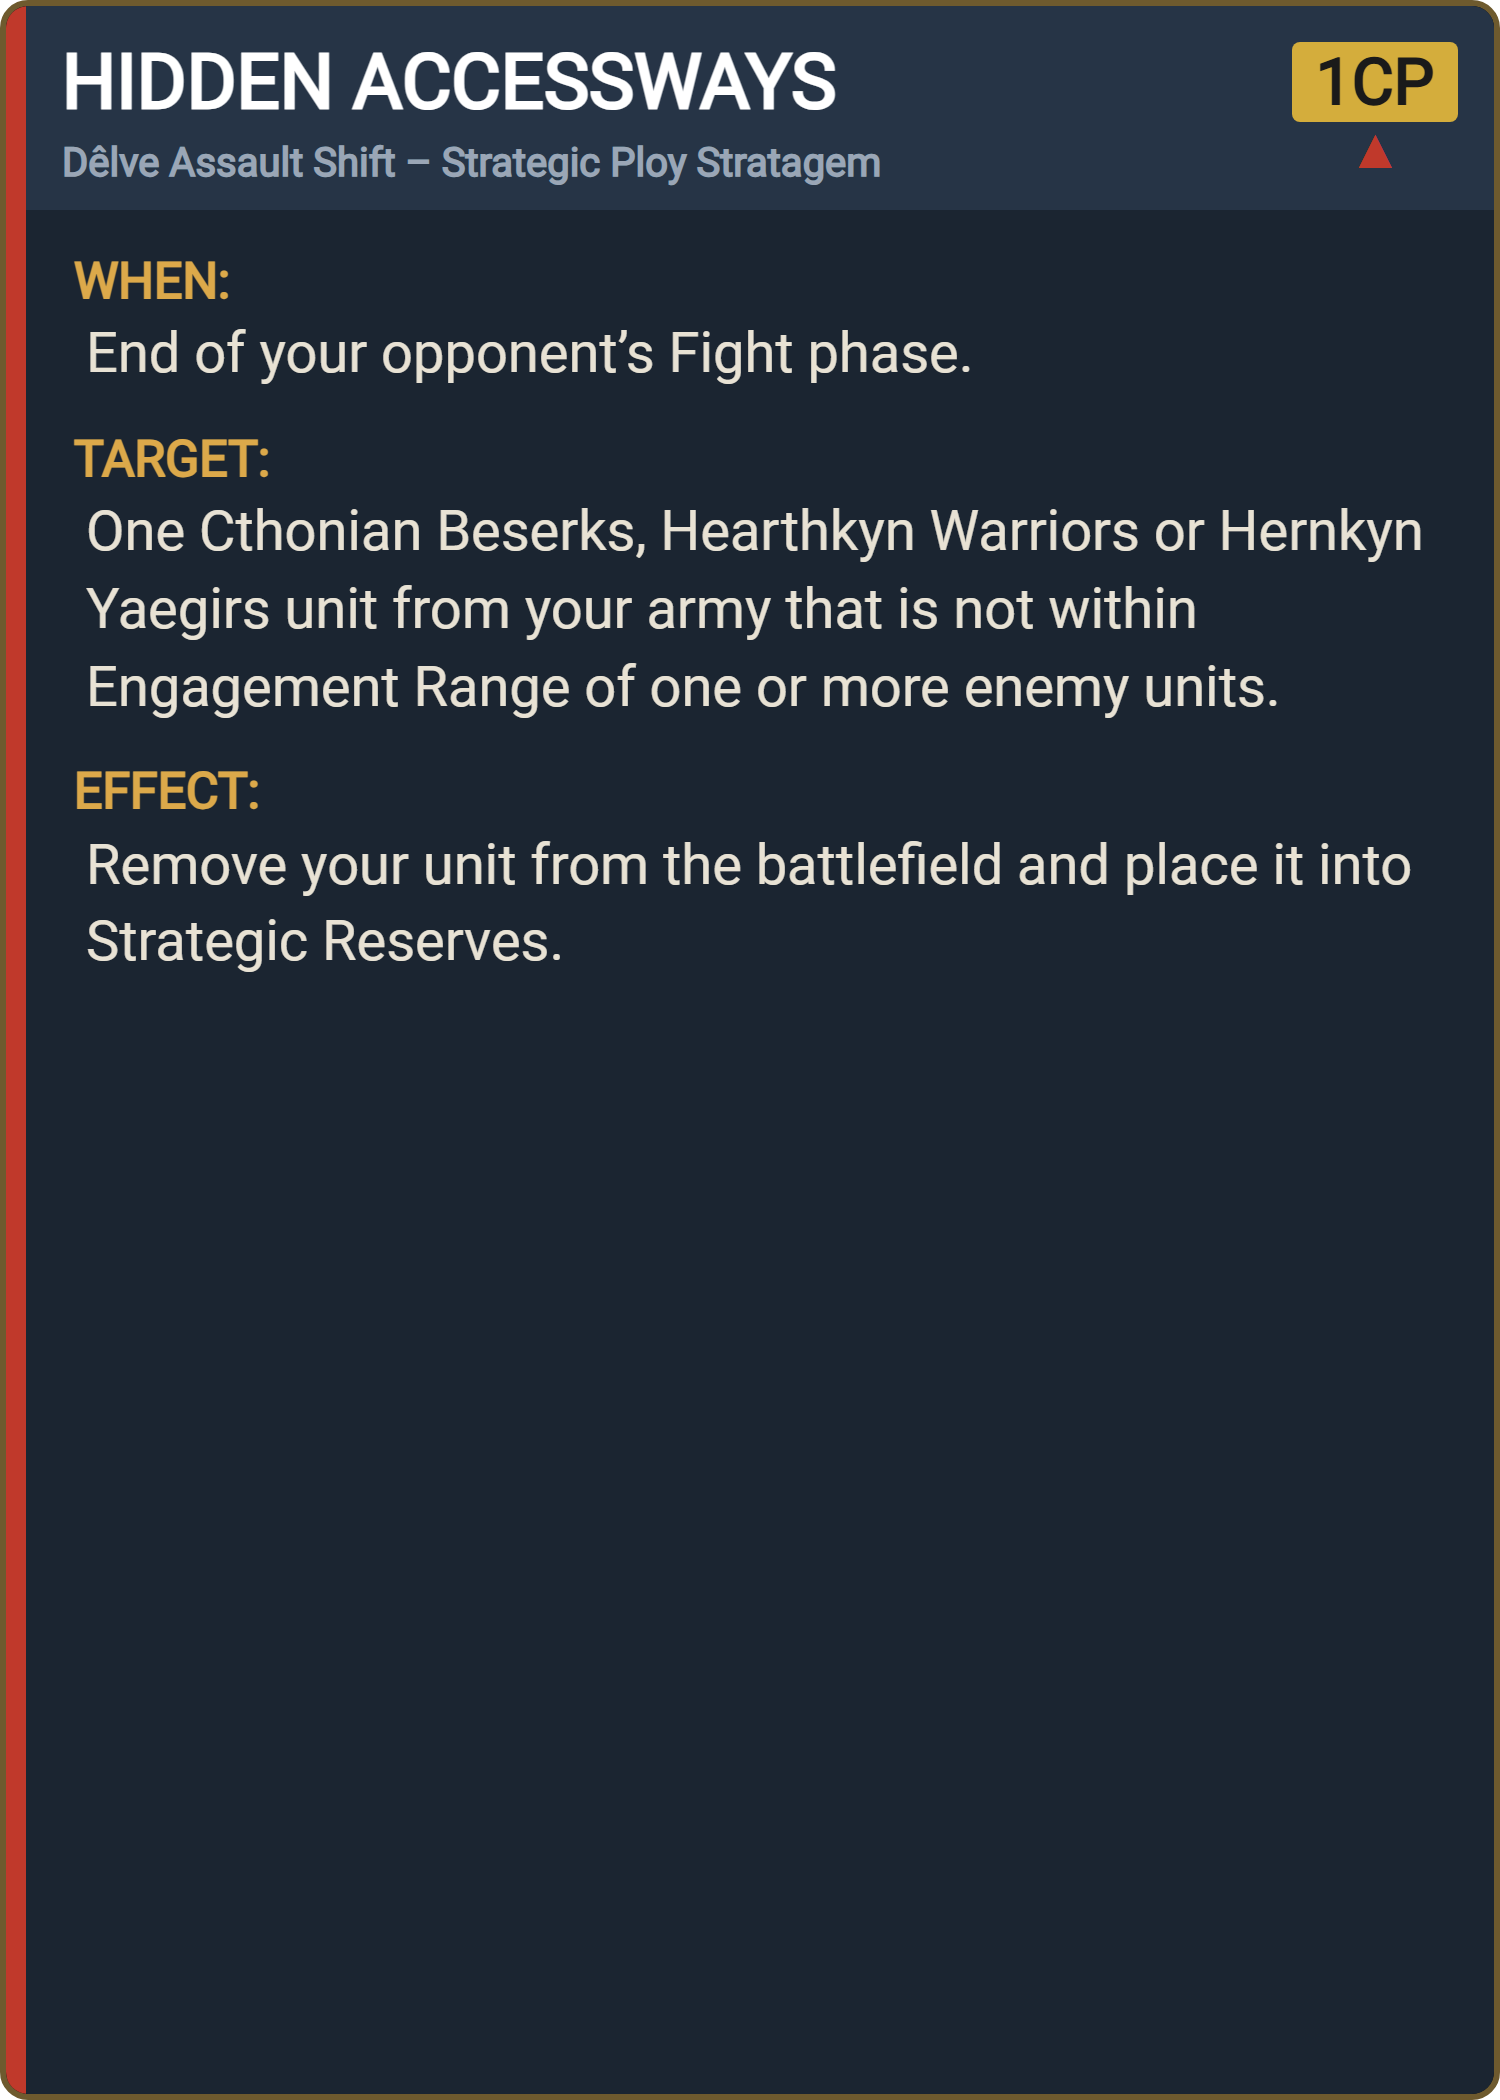 HIDDEN ACCESSWAYS
1CP
Dêlve Assault Shift – Strategic Ploy Stratagem
WHEN:
End of your opponent’s Fight phase.
TARGET:
One Cthonian Beserks, Hearthkyn Warriors or Hernkyn
Yaegirs unit from your army that is not within
Engagement Range of one or more enemy units.
EFFECT:
Remove your unit from the battlefield and place it into
Strategic Reserves.